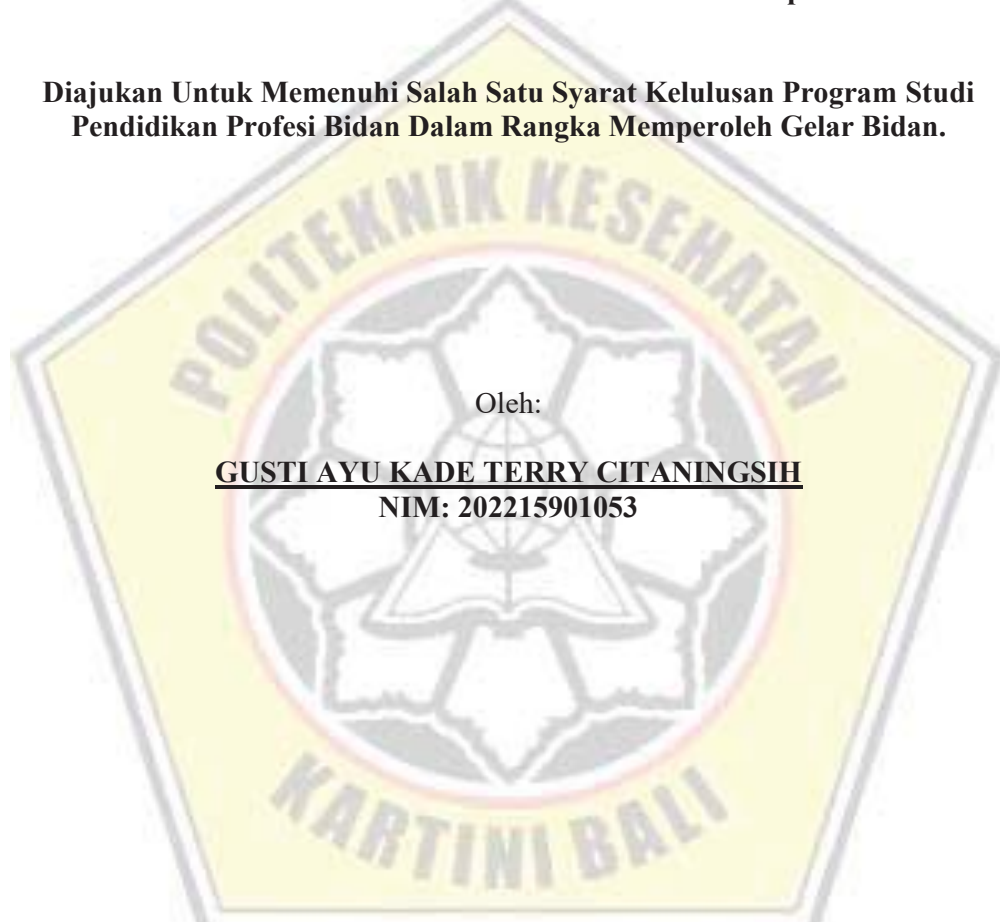 Diajukan Untuk Memenuhi Salah Satu Syarat Kelulusan Program Studi
Pendidikan Profesi Bidan Dalam Rangka Memperoleh Gelar Bidan.
POLITEKNIK KESEHATAN
Oleh:
GUSTI AYU KADE TERRY CITANINGSIH
NIM: 202215901053
KARTINI BALI